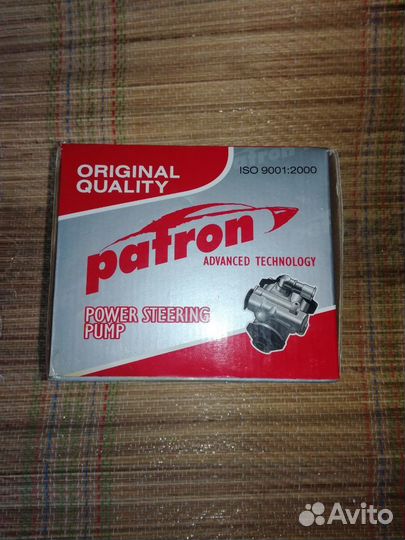 ORIGINAL
QUALITY
ISO 9001:2000
patron
ADVANCED TECHNOLOGY
POWER STEERING
PUMP
Avito